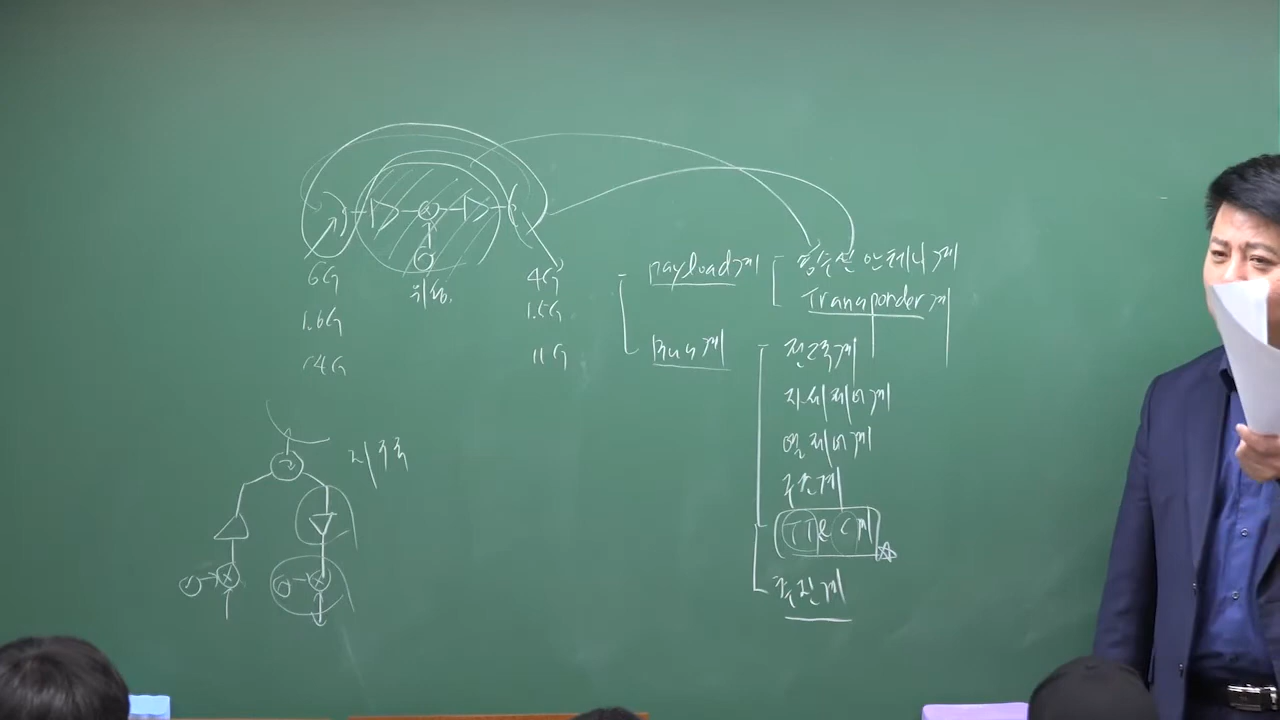 6G
1.6G
14G
위성
4G
1.5G
11G
payload계
송수신 안테나계
Transponder계
Bus계
전력계
자세제어계
열제어계
구조계
TT&C계
추진계
지구국